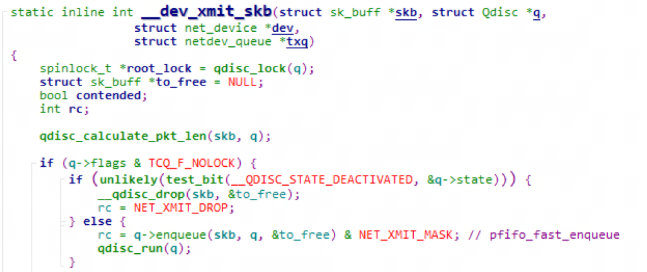 static inline int __dev_xmit_skb(struct sk_buff *skb, struct Qdisc *q,
struct net_device *dev,
struct netdev_queue *txq)
{
spinlock_t *root_lock = qdisc_lock(q);
struct sk_buff *to_free = NULL;
bool contended;
int rc;
qdisc_calculate_pkt_len(skb, q);
if (q->flags & TCQ_F_NOLOCK) {
if (unlikely(test_bit(__QDISC_STATE_DEACTIVATED, &q->state))) {
__qdisc_drop(skb, &to_free);
rc = NET_XMIT_DROP;
} else {
rc = q->enqueue(skb, q, &to_free) & NET_XMIT_MASK; // pfifo_fast_enqueue
qdisc_run(q);
}